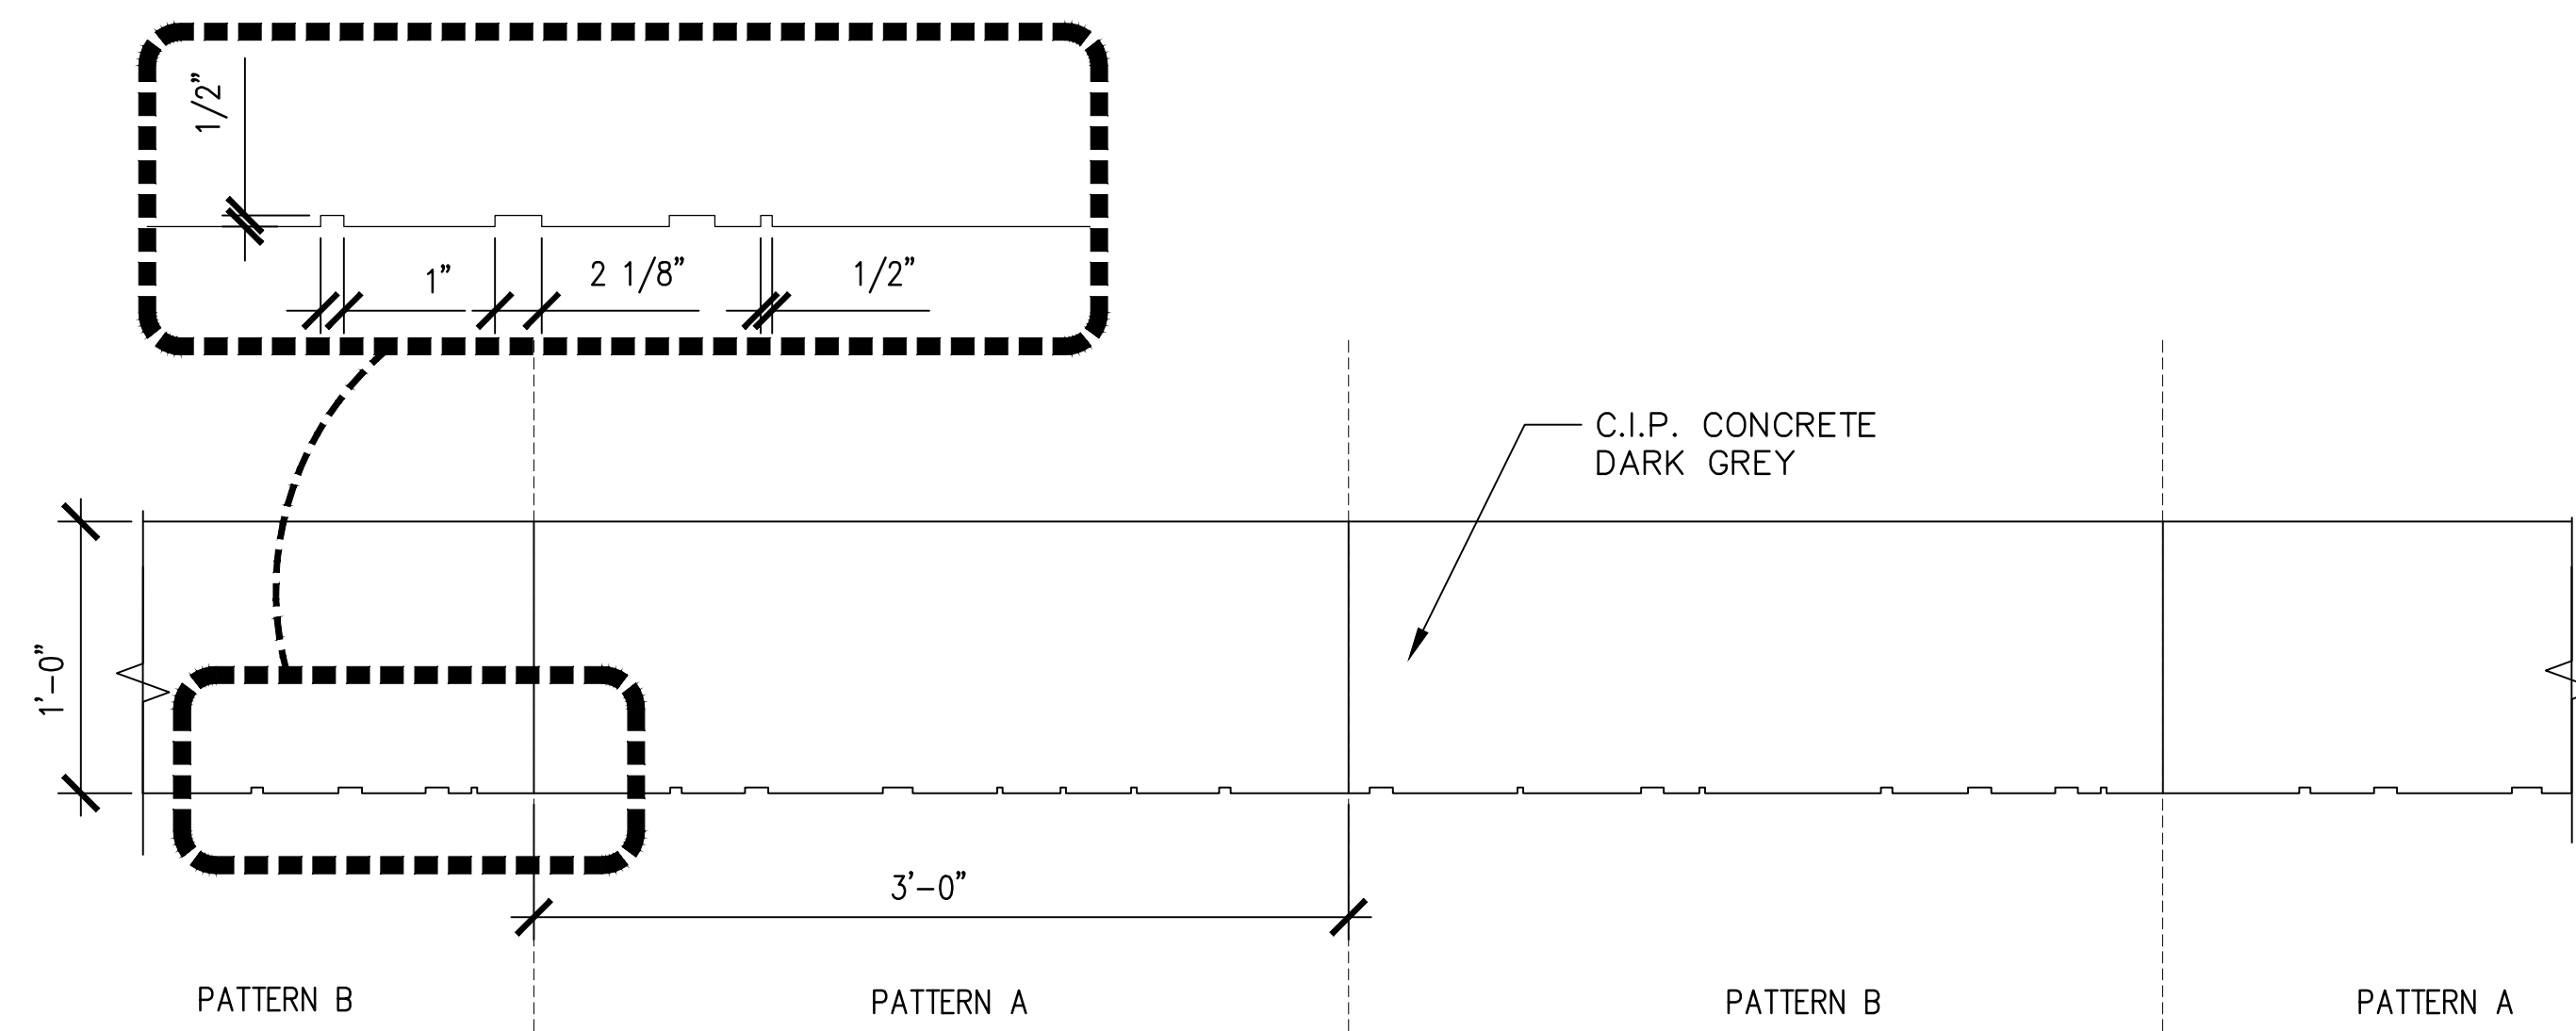 1/2”
1” 2 1/8” 1/2”
C.I.P. CONCRETE
DARK GREY
1’-0”
3’-0”
PATTERN B PATTERN A PATTERN B PATTERN A